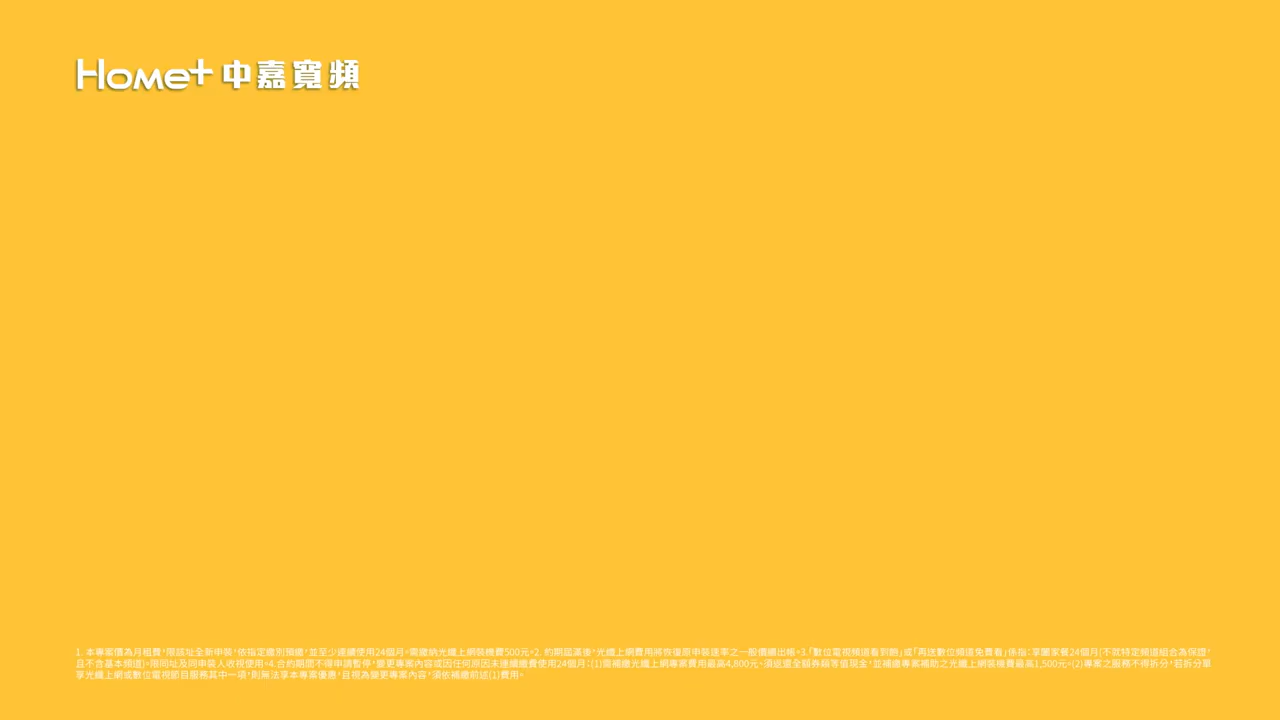 Home+ 中嘉寬頻
1. 本專案價為月租費，限該址全新申裝，依指定繳別預繳，並至少連續使用24個月。需繳納光纖上網裝機費500元。2. 約期屆滿後，光纖上網費用將恢復原申裝速率之一般價牌出帳。3.「數位電視頻道看到飽」或「再送數位頻道免費看」係指：享闔家餐24個月(不就特定頻道組合為保證，
且不含基本頻道)。限同址及同申裝人收視使用。4.合約期間不得申請暫停，變更專案內容或因任何原因未連續繳費使用24個月：(1)需補繳光纖上網專案費用最高4,800元、須返還全額券類等值現金，並補繳專案補助之光纖上網裝機費最高1,500元。(2)專案之服務不得拆分，若拆分單
享光纖上網或數位電視節目服務其中一項，則無法享本專案優惠，且視為變更專案內容，須依補繳前述(1)費用。